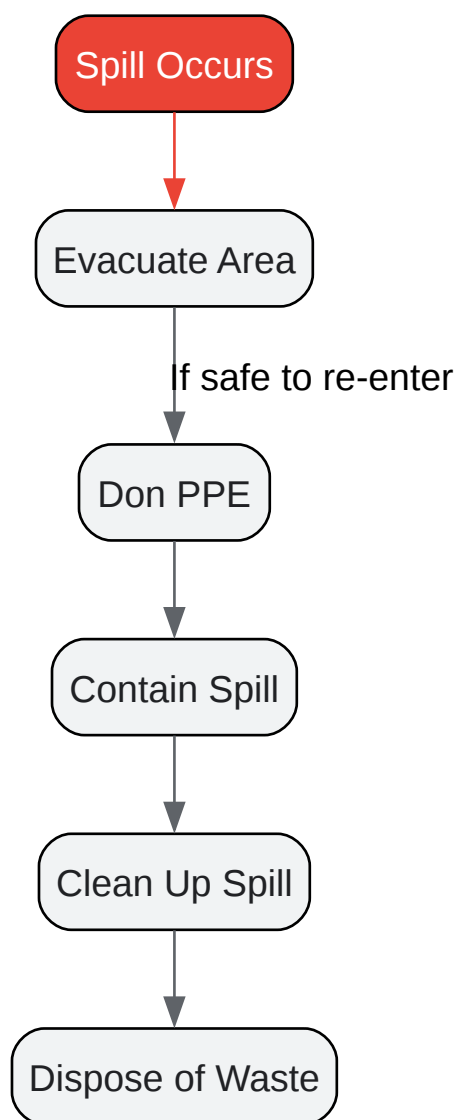 Spill Occurs
Evacuate Area
If safe to re-enter
Don PPE
Contain Spill
Clean Up Spill
Dispose of Waste